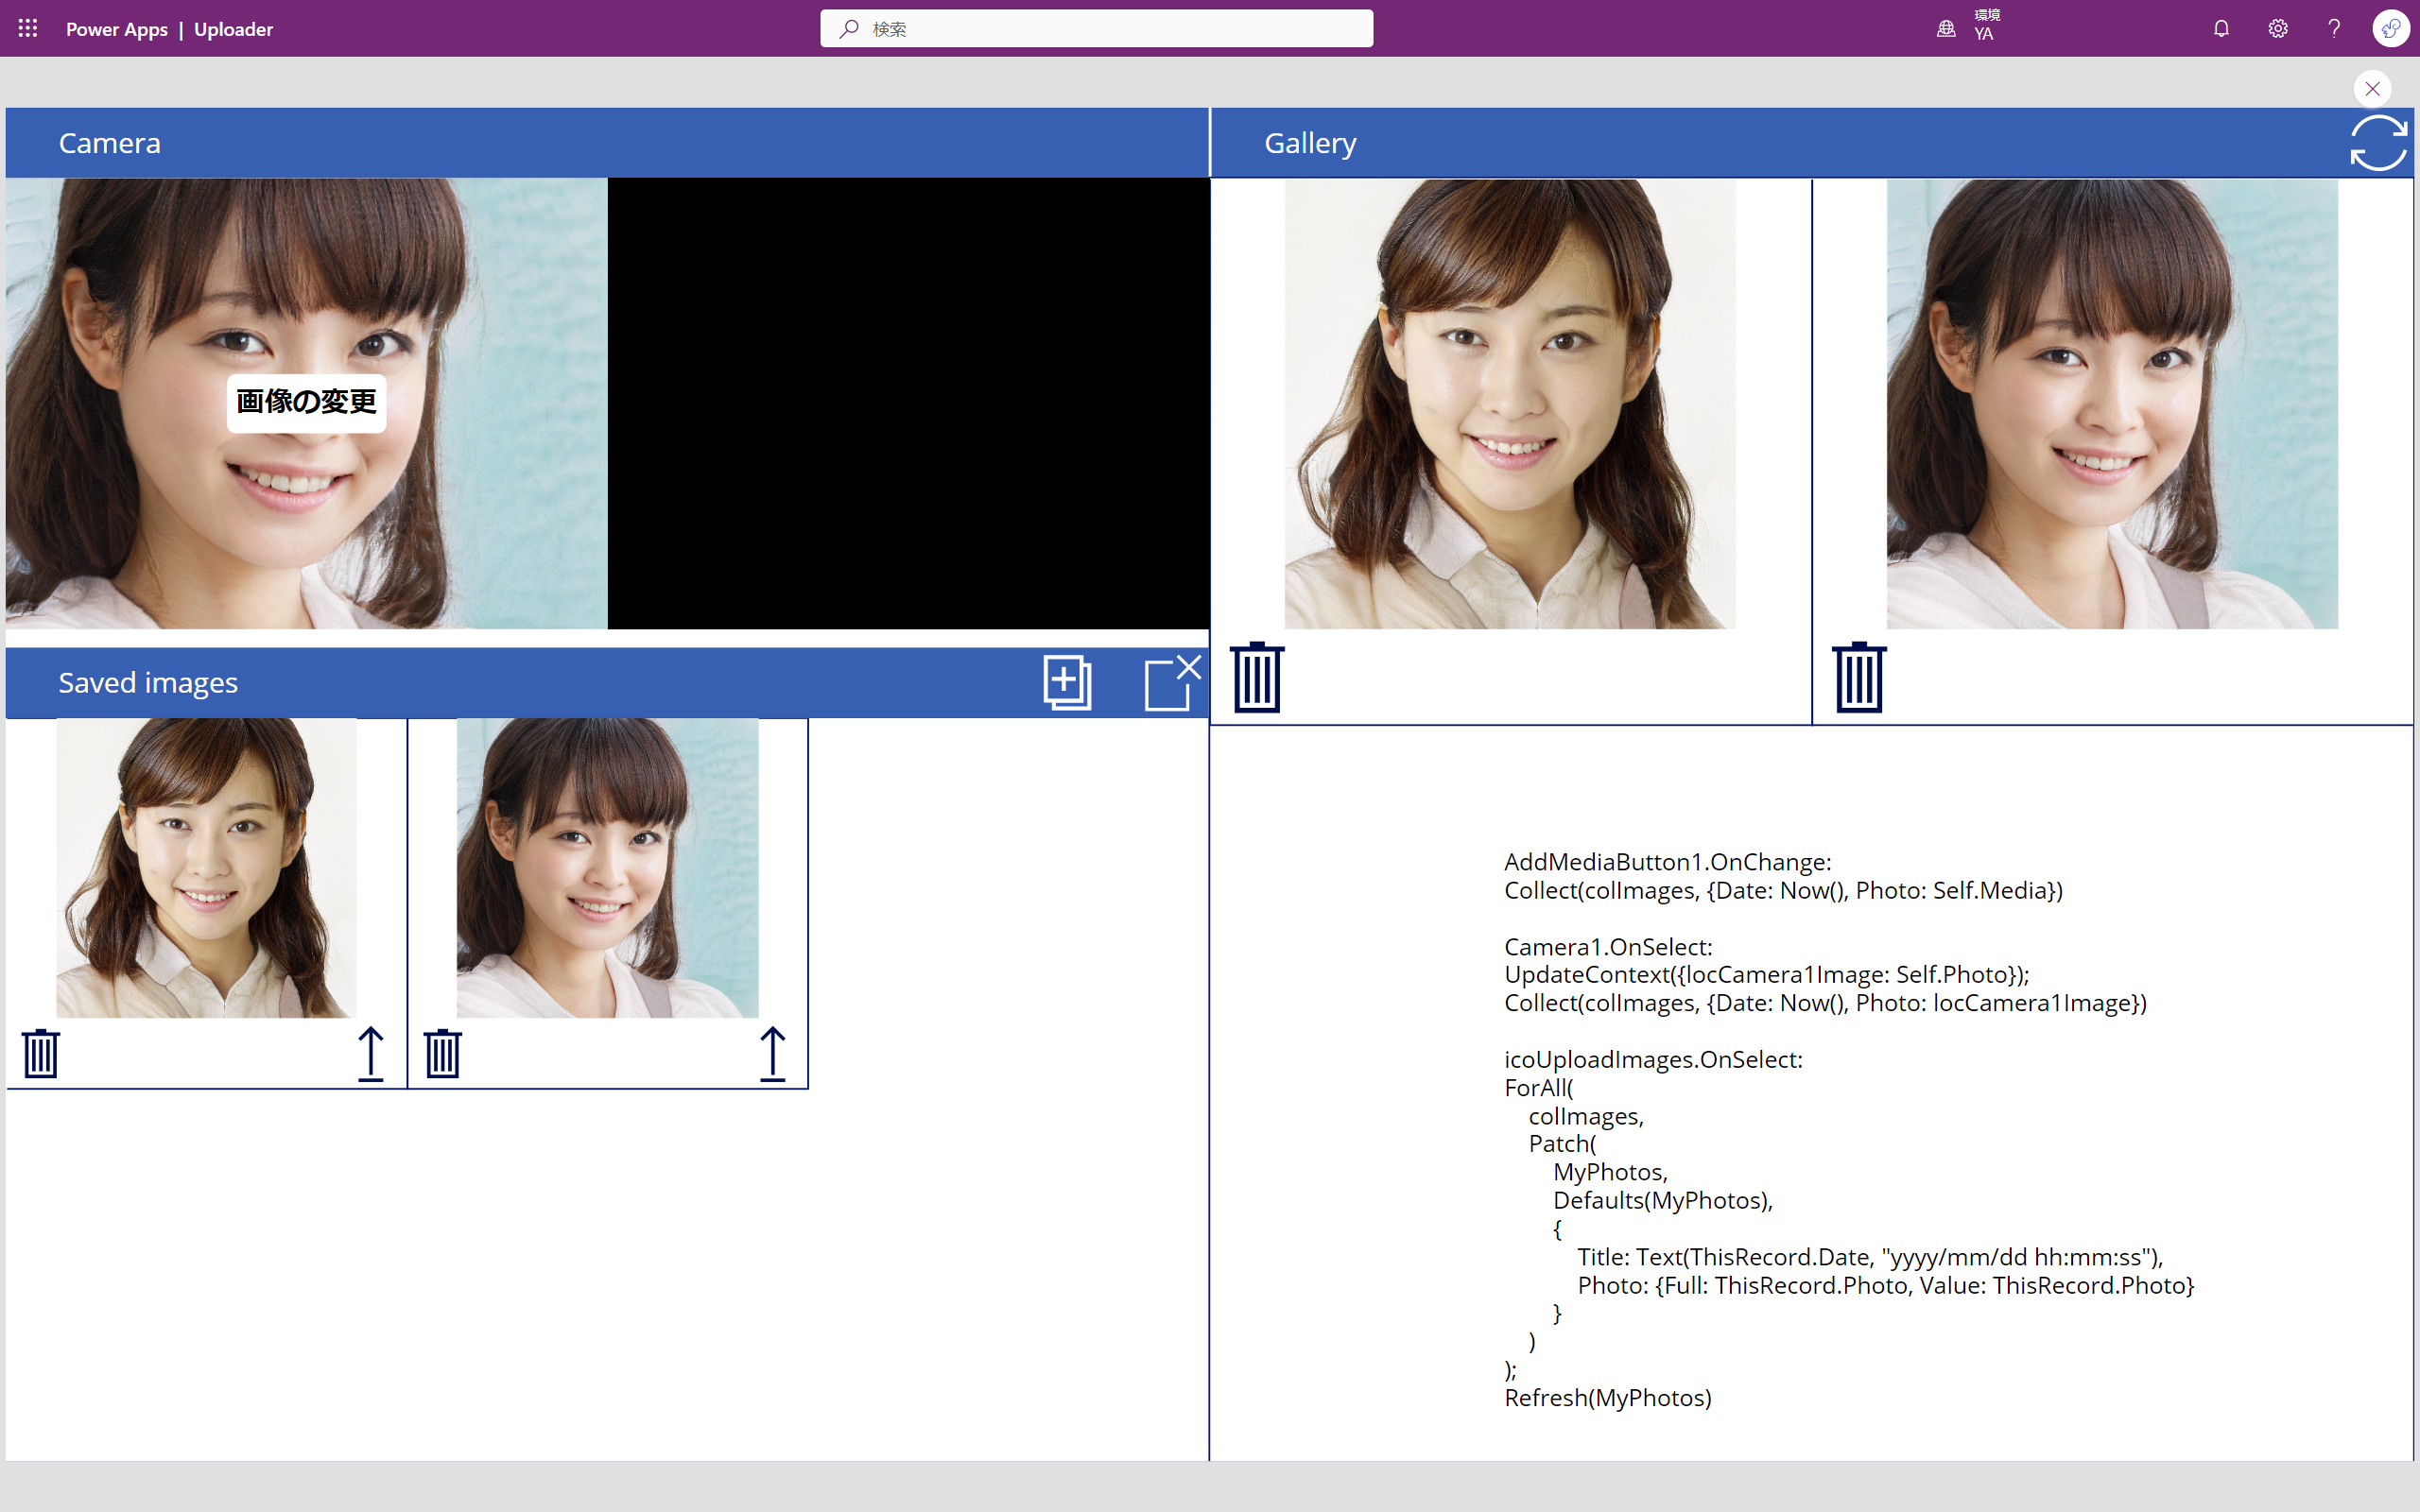 Power Apps | Uploader
検索
環境
YA
Camera
Gallery
画像の変更
Saved images
AddMediaButton1.OnChange:
Collect(colImages, {Date: Now(), Photo: Self.Media})
Camera1.OnSelect:
UpdateContext({locCamera1Image: Self.Photo});
Collect(colImages, {Date: Now(), Photo: locCamera1Image})
icoUploadImages.OnSelect:
ForAll(
    colImages,
    Patch(
        MyPhotos,
        Defaults(MyPhotos),
        {
            Title: Text(ThisRecord.Date, "yyyy/mm/dd hh:mm:ss"),
            Photo: {Full: ThisRecord.Photo, Value: ThisRecord.Photo}
        }
    )
);
Refresh(MyPhotos)